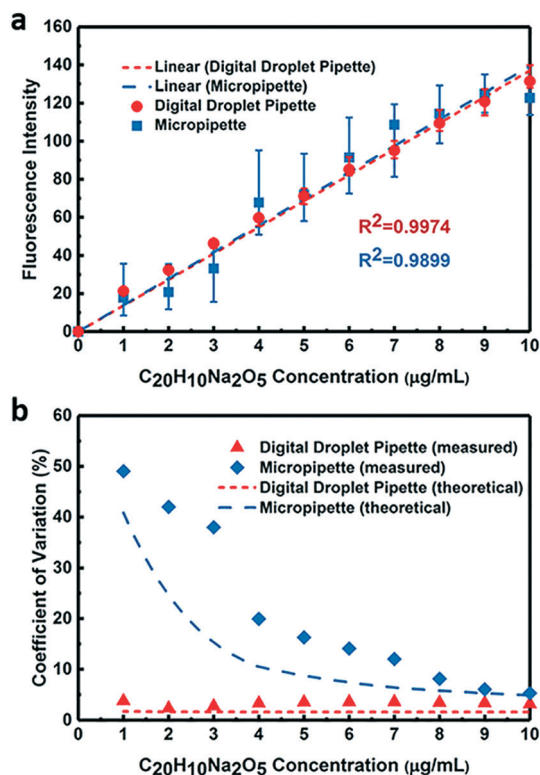 a
160
140
120
100
80
60
40
20
0
Fluorescence Intensity
Linear (Digital Droplet Pipette)
Linear (Micropipette)
Digital Droplet Pipette
Micropipette
R²=0.9974
R²=0.9899
0 1 2 3 4 5 6 7 8 9 10
C₂₀H₁₀Na₂O₅ Concentration (μg/mL)
b
60
50
40
30
20
10
0
Coefficient of Variation (%)
Digital Droplet Pipette (measured)
Micropipette (measured)
Digital Droplet Pipette (theoretical)
Micropipette (theoretical)
0 1 2 3 4 5 6 7 8 9 10
C₂₀H₁₀Na₂O₅ Concentration (μg/mL)